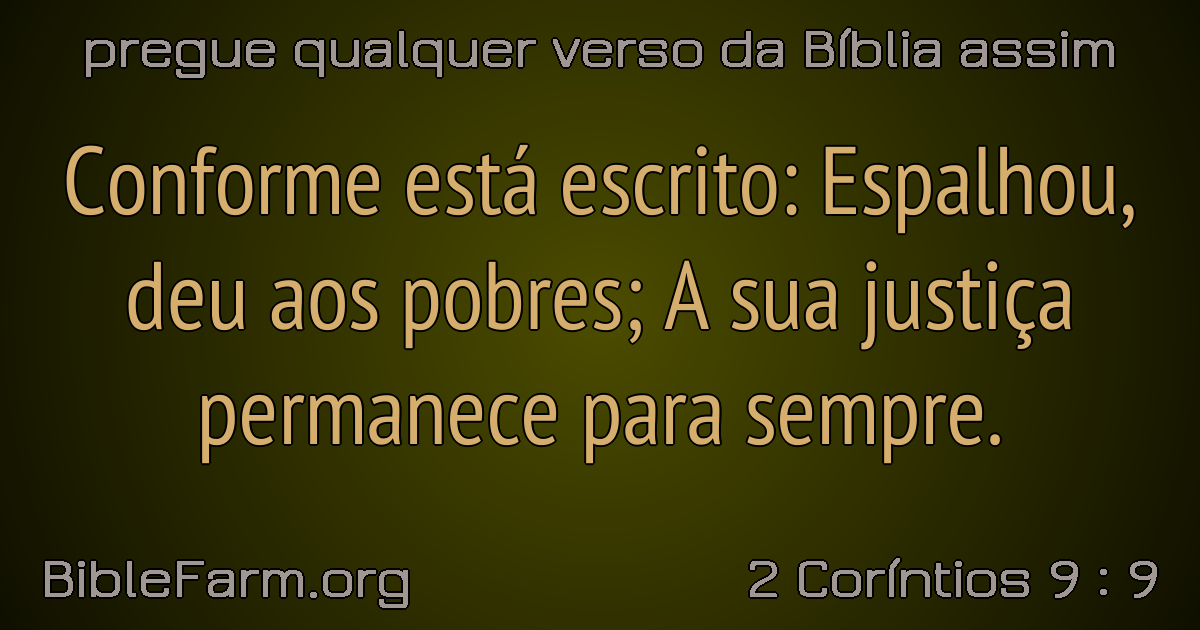 pregue qualquer verso da Bíblia assim
Conforme está escrito: Espalhou,
deu aos pobres; A sua justiça
permanece para sempre.
BibleFarm.org
2 Coríntios 9 : 9